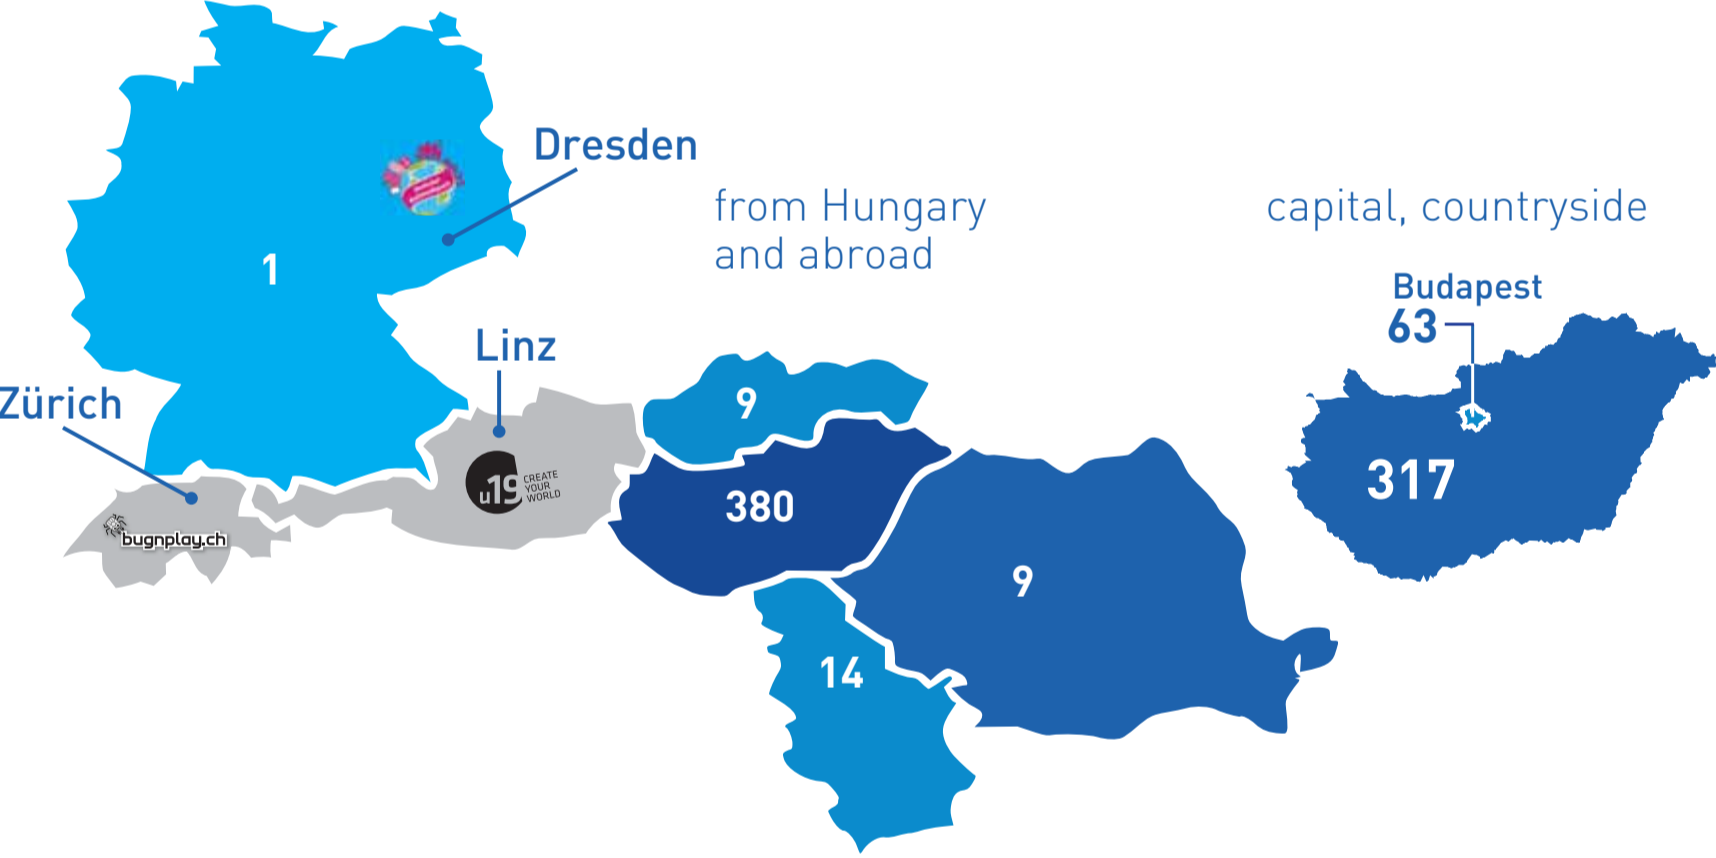 Dresden
from Hungary
and abroad
capital, countryside
1
Budapest
63
Linz
Zürich
9
317
u19 CREATE
YOUR
WORLD
380
bugnplay.ch
9
14